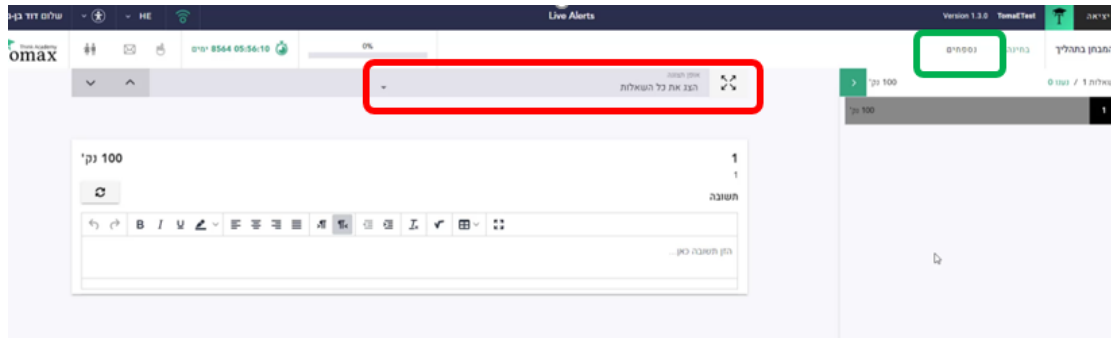 יציאה TomaETest Version 1.3.0
Live Alerts
HE
שלום דוד בן-
המבחן בתהליך
בחינה
נספחים
0%
8564 05:56:10 ימים
Think Academy
omax
שאלות 1 / נענו 0
100 נק'
הצג את כל השאלות
1
100 נק'
1
100 נק'
1
תשובה
B I U
הזן תשובה כאן...